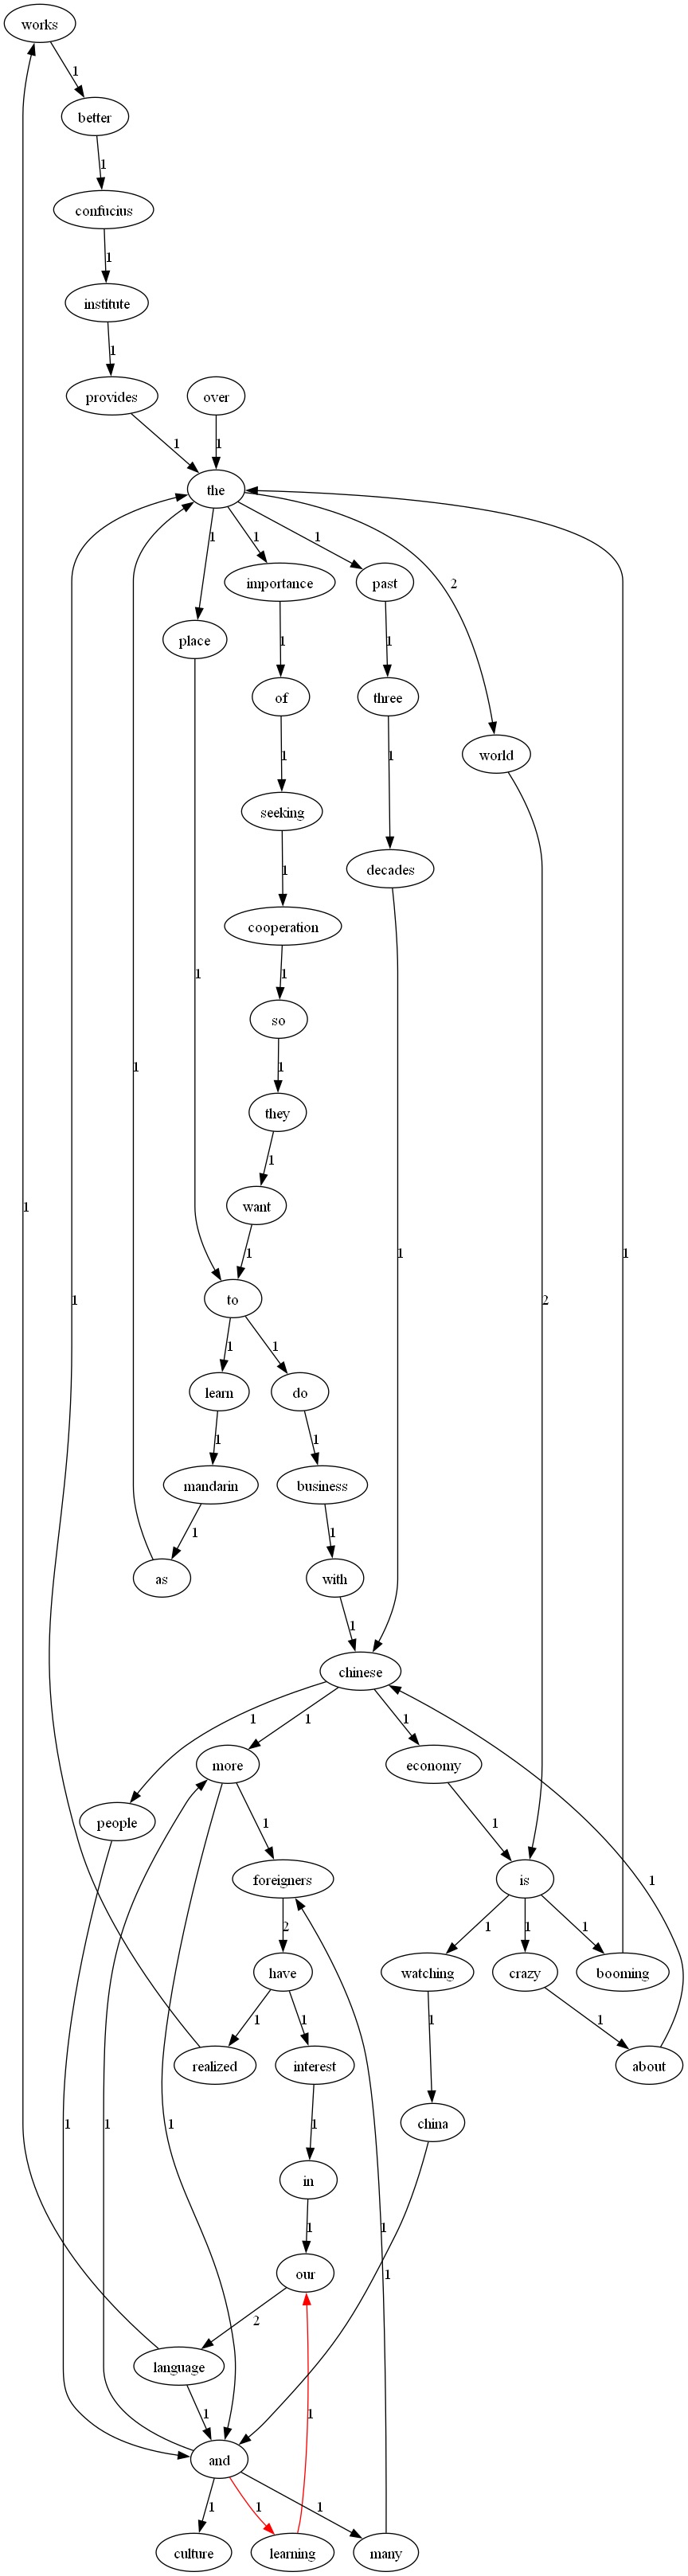 works
1
better
1
confucius
1
institute
1
provides
over
1
1
the
1
1
1
2
importance
past
place
1
1
of
three
world
1
1
seeking
decades
1
cooperation
1
1
so
1
1
they
1
want
1
1
1
2
1
1
to
1
1
learn
do
1
1
mandarin
business
1
1
as
with
1
chinese
1
1
1
more
economy
people
1
1
1
foreigners
is
2
1
1
1
have
watching
crazy
booming
1
1
1
1
realized
interest
about
1
1
1
1
china
in
1
1
1
our
2
language
1
and
1
1
1
culture
learning
many